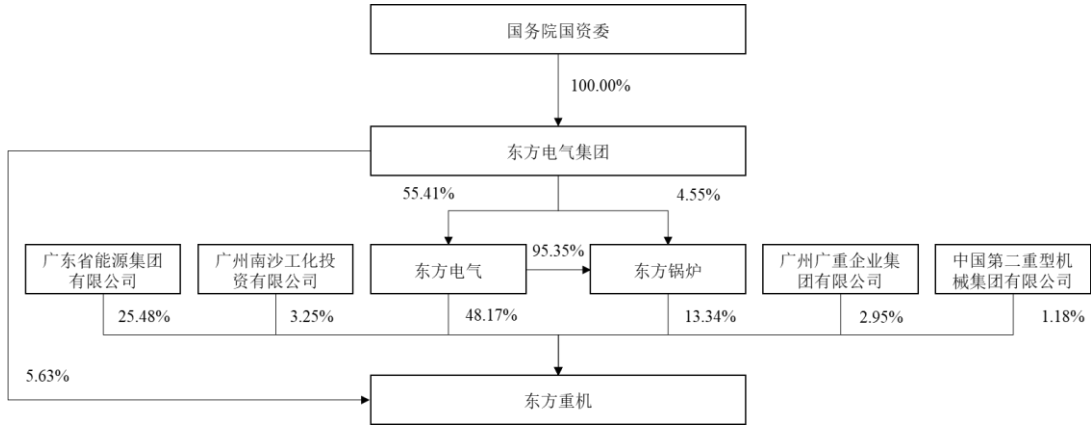 国务院国资委
100.00%
东方电气集团
55.41%
4.55%
广东省能源集团
有限公司
广州南沙工化投
资有限公司
东方电气
95.35%
东方锅炉
广州广重企业集
团有限公司
中国第二重型机
械集团有限公司
25.48%
3.25%
48.17%
13.34%
2.95%
1.18%
5.63%
东方重机